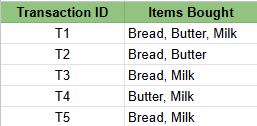 Transaction ID Items Bought
T1 Bread, Butter, Milk
T2 Bread, Butter
T3 Bread, Milk
T4 Butter, Milk
T5 Bread, Milk